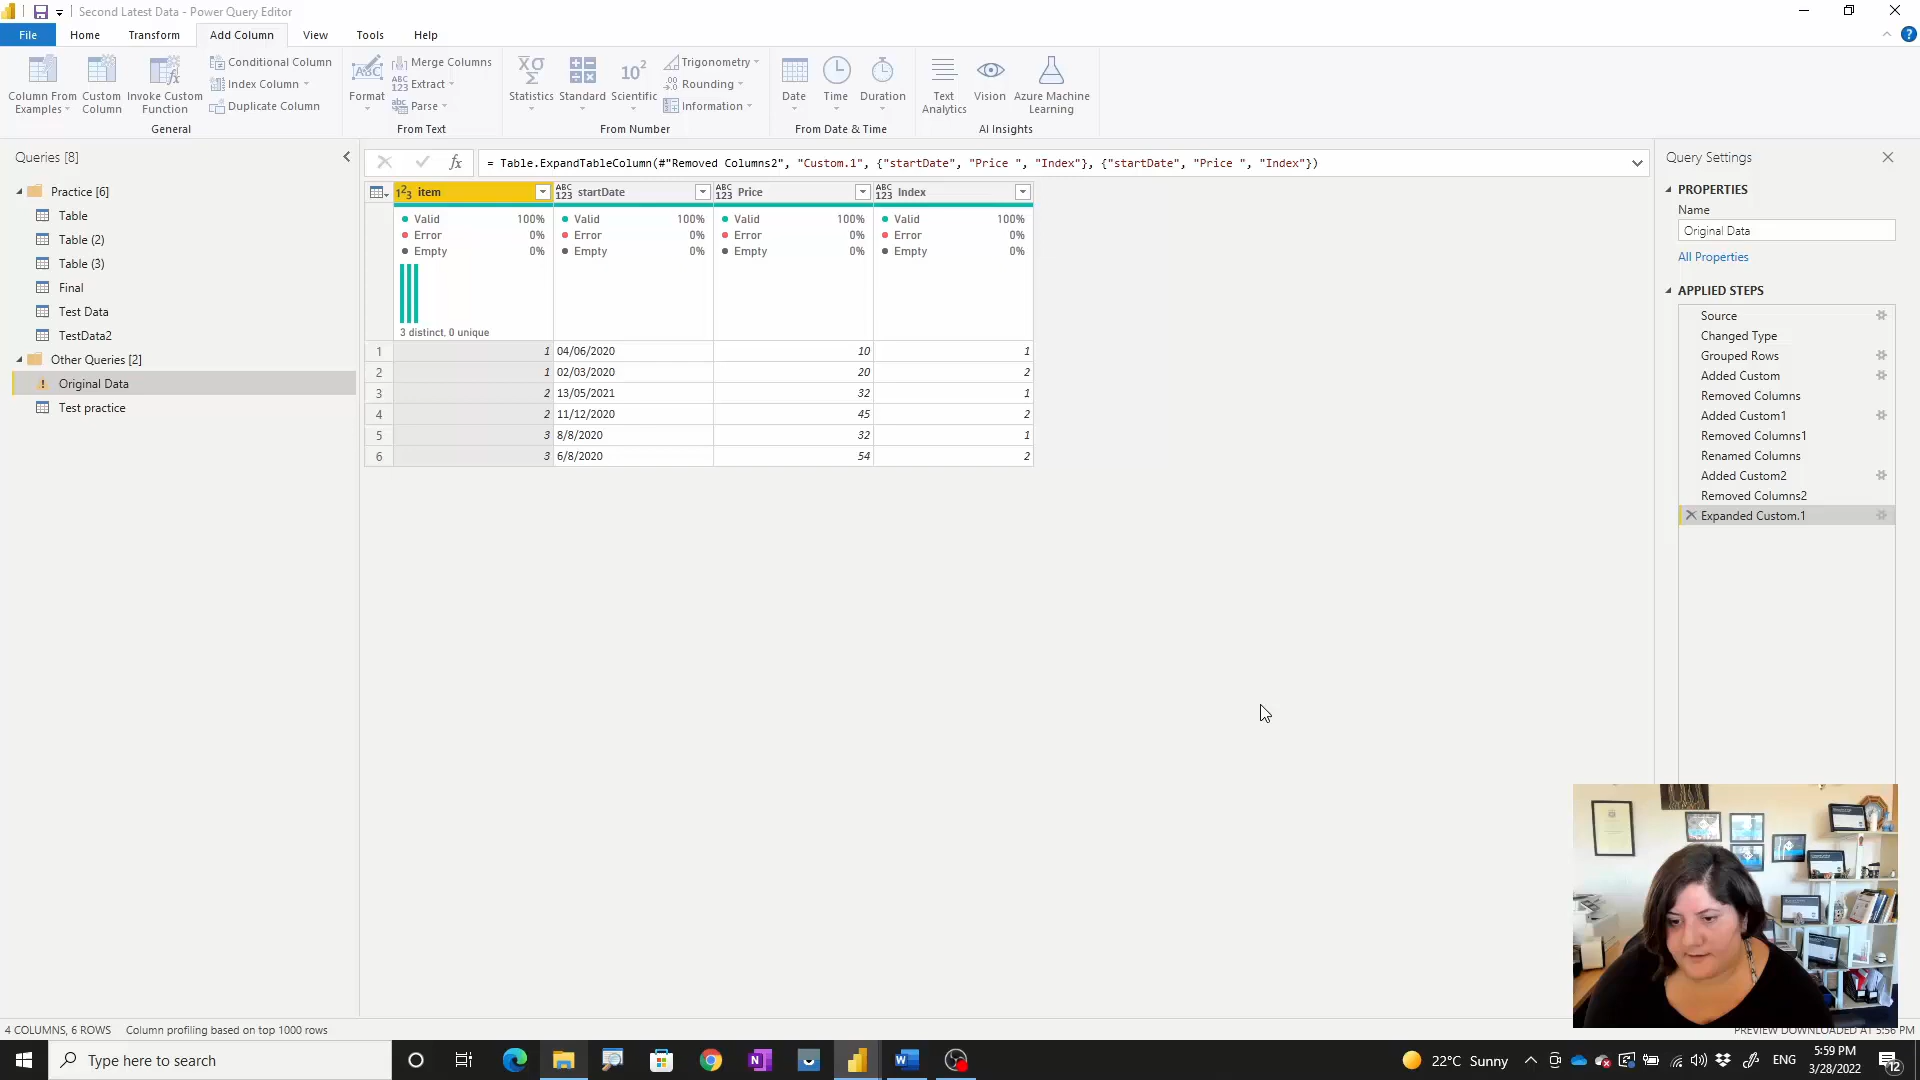 Second Latest Data - Power Query Editor
File Home Transform Add Column View Tools Help
Column From Examples
Custom Column
Invoke Custom Function
Conditional Column
Index Column
Duplicate Column
General
Format
Merge Columns
Extract
Parse
From Text
Statistics
Standard
Scientific
Trigonometry
Rounding
Information
From Number
Date
Time
Duration
From Date & Time
Text Analytics
Vision
Azure Machine Learning
AI Insights
Queries [8]
Practice [6]
Table
Table (2)
Table (3)
Final
Test Data
TestData2
Other Queries [2]
Original Data
Test practice
= Table.ExpandTableColumn(#"Removed Columns2", "Custom.1", {"startDate", "Price ", "Index"}, {"startDate", "Price ", "Index"})
item startDate Price Index
Valid 100% Valid 100% Valid 100% Valid 100%
Error 0% Error 0% Error 0% Error 0%
Empty 0% Empty 0% Empty 0% Empty 0%
3 distinct, 0 unique
1 1 04/06/2020 10 1
2 1 02/03/2020 20 2
3 2 13/05/2021 32 1
4 2 11/12/2020 45 2
5 3 8/8/2020 32 1
6 3 6/8/2020 54 2
Query Settings
PROPERTIES
Name
Original Data
All Properties
APPLIED STEPS
Source
Changed Type
Grouped Rows
Added Custom
Removed Columns
Added Custom1
Removed Columns1
Renamed Columns
Added Custom2
Removed Columns2
Expanded Custom.1
4 COLUMNS, 6 ROWS Column profiling based on top 1000 rows
PREVIEW DOWNLOADED AT 5:56 PM
Type here to search
22°C Sunny
ENG
5:59 PM
3/28/2022
12